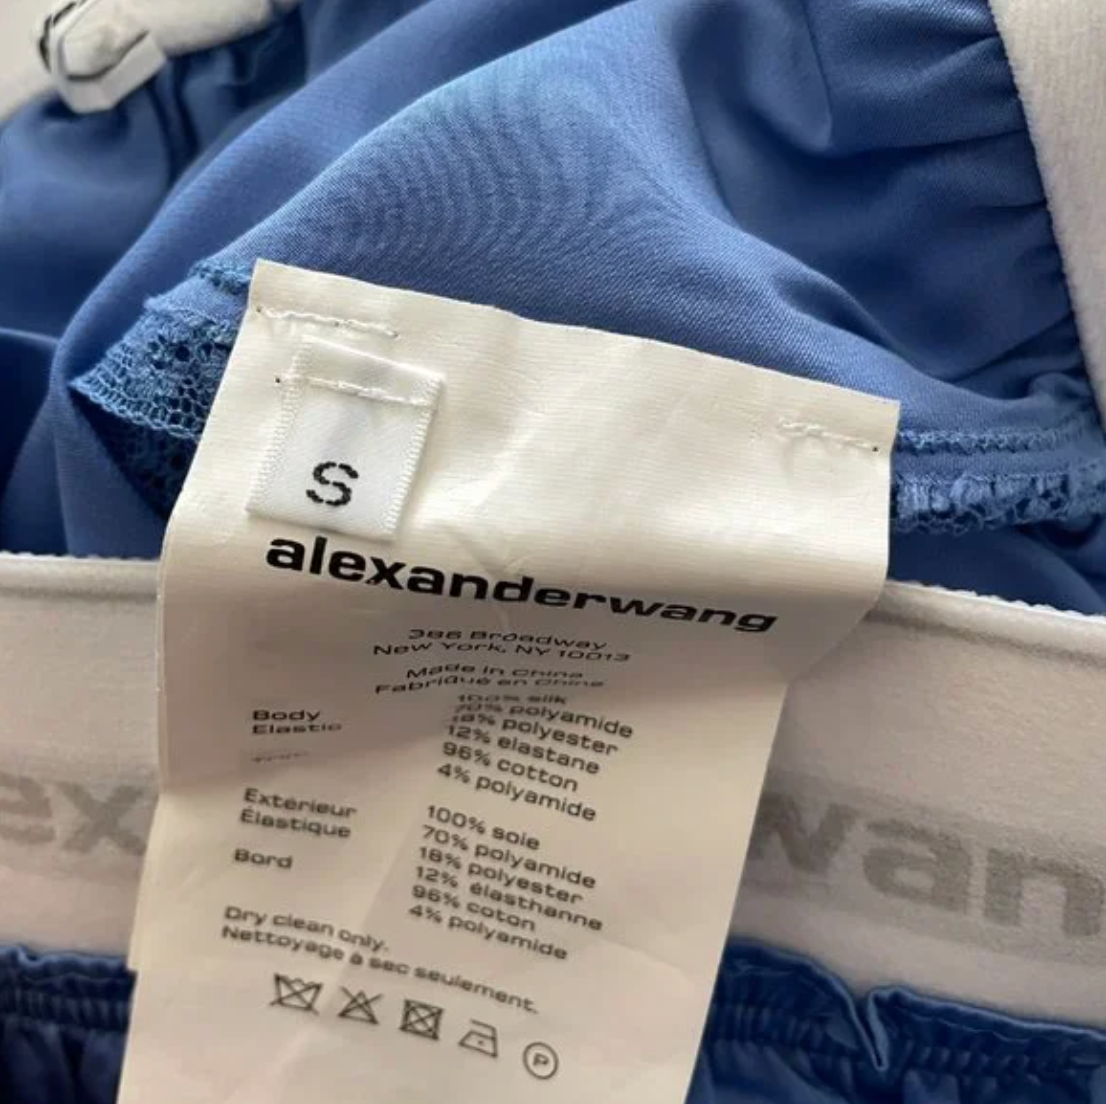 S
alexanderwang
386 Broadway
New York, NY 10013
Made in China
Fabriqué en Chine
Body 100% silk
Elastic 70% polyamide
18% polyester
12% elastane
96% cotton
4% polyamide
Extérieur 100% soie
Élastique 70% polyamide
18% polyester
12% élasthanne
Bord 96% coton
4% polyamide
Dry clean only.
Nettoyage à sec seulement.
P
ex wan